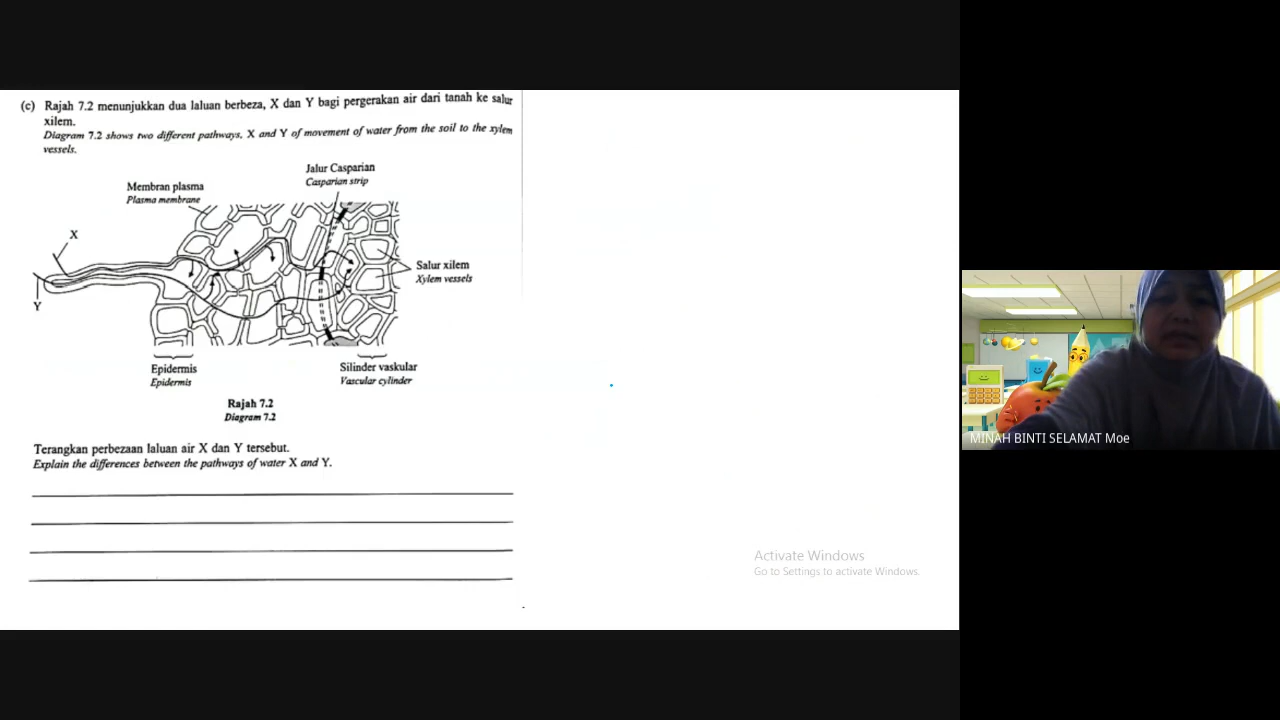 (c) Rajah 7.2 menunjukkan dua laluan berbeza, X dan Y bagi pergerakan air dari tanah ke salur
xilem.
Diagram 7.2 shows two different pathways, X and Y of movement of water from the soil to the xylem
vessels.
Jalur Casparian
Casparian strip
Membran plasma
Plasma membrane
X
Salur xilem
Xylem vessels
Y
Epidermis
Epidermis
Silinder vaskular
Vascular cylinder
Rajah 7.2
Diagram 7.2
Terangkan perbezaan laluan air X dan Y tersebut.
Explain the differences between the pathways of water X and Y.
Activate Windows
Go to Settings to activate Windows.
MINAH BINTI SELAMAT Moe